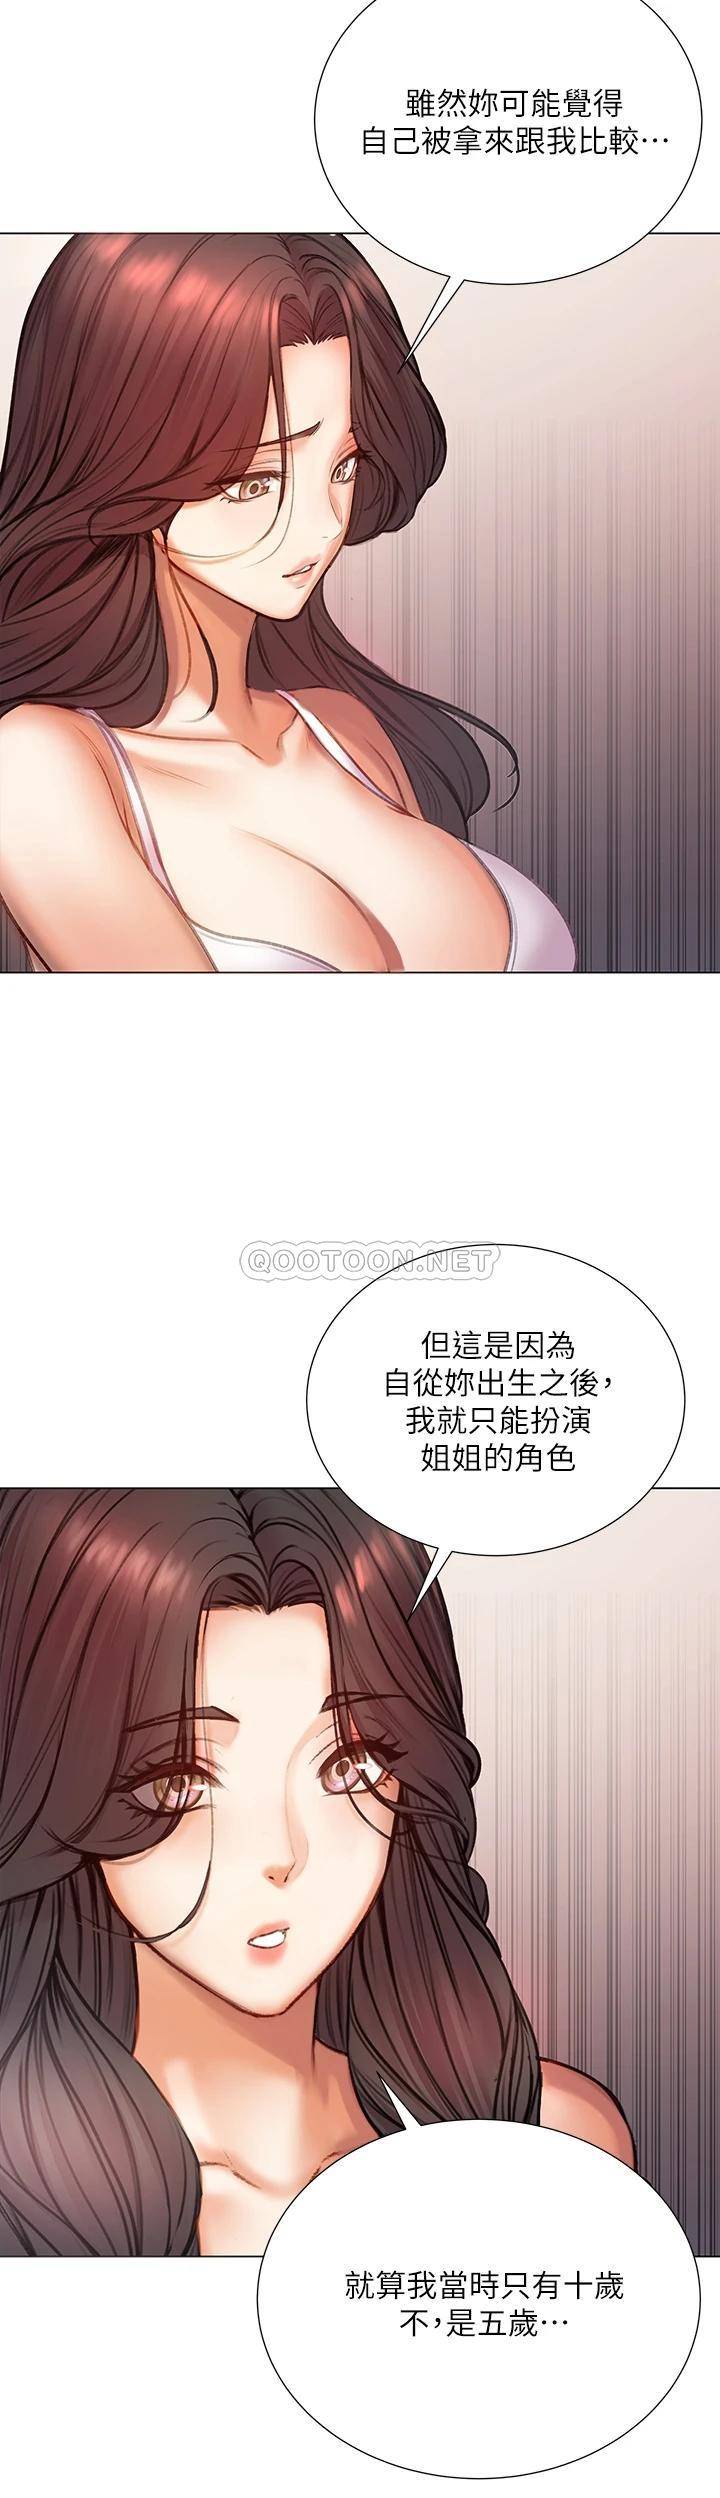 雖然妳可能覺得
自己被拿來跟我比較…
QOOTOON.NET
但這是因為
自從妳出生之後,
我就只能扮演
姐姐的角色
就算我當時只有十歲
不,是五歲…